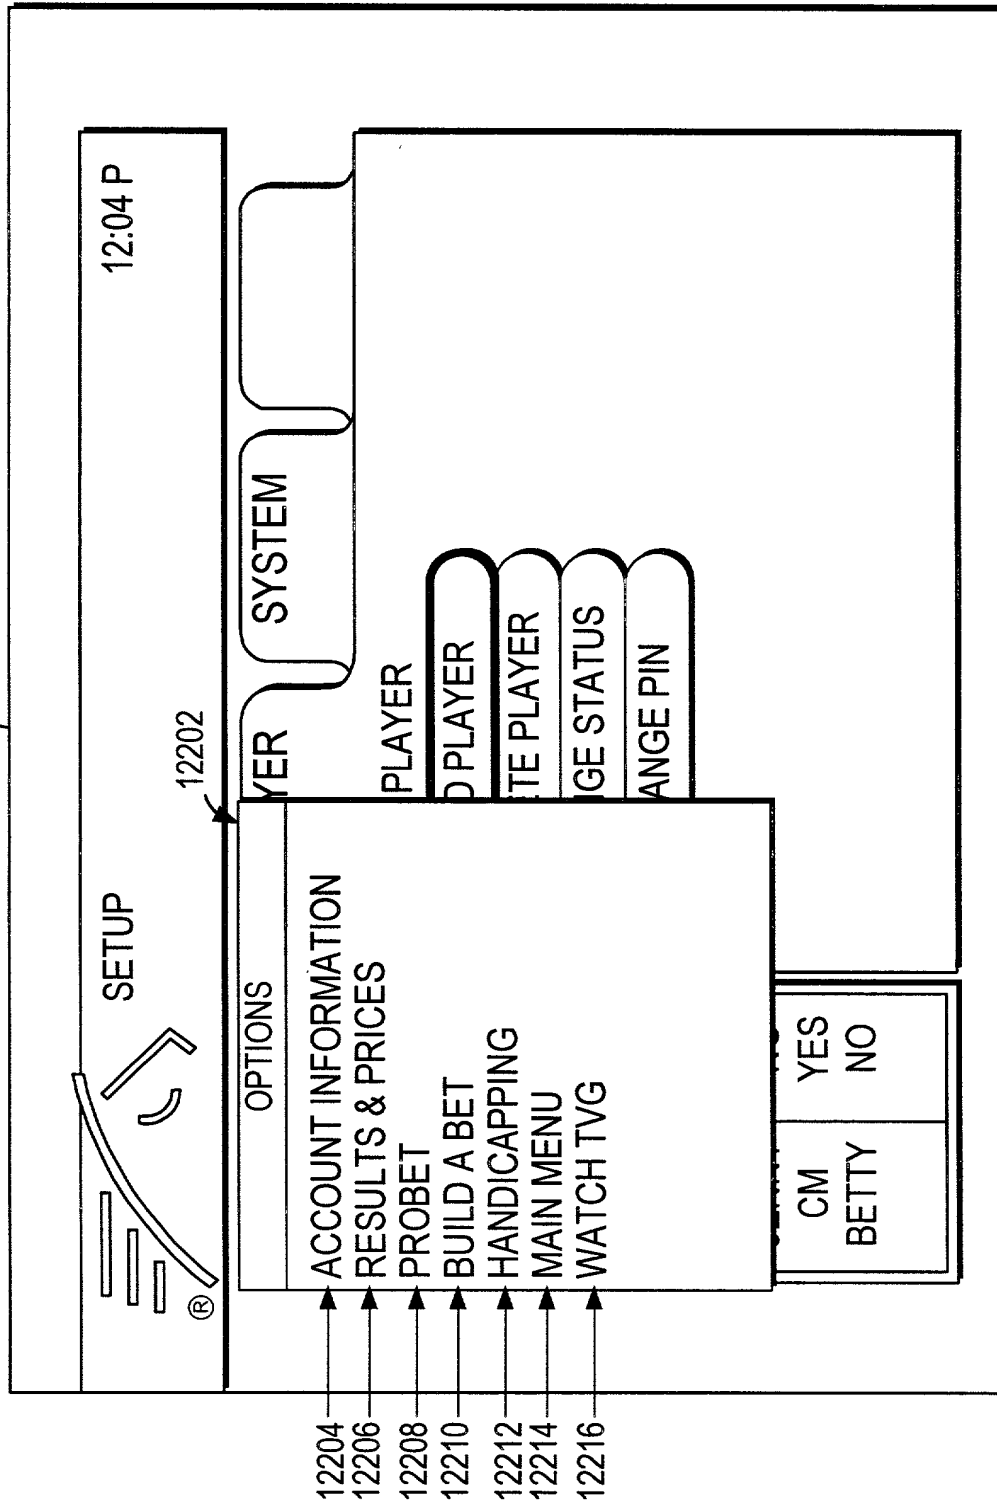 SETUP
12:04 P
12202
OPTIONS
12204 ACCOUNT INFORMATION
12206 RESULTS & PRICES
12208 PROBET
12210 BUILD A BET
12212 HANDICAPPING
12214 MAIN MENU
12216 WATCH TVG
YER
SYSTEM
PLAYER
D PLAYER
TE PLAYER
GE STATUS
ANGE PIN
CM YES
BETTY NO
®